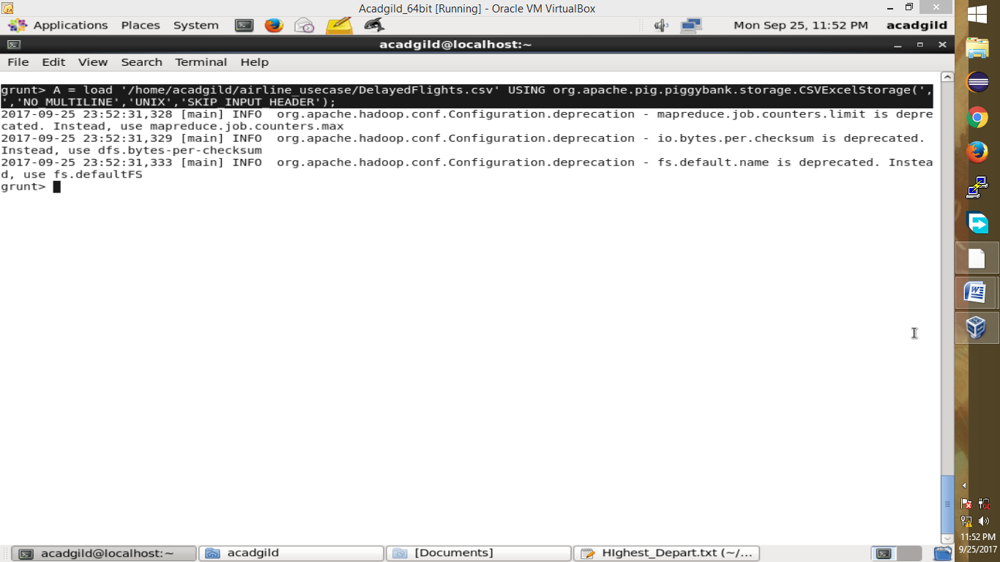 Acadgild_64bit [Running] - Oracle VM VirtualBox
Applications Places System Mon Sep 25, 11:52 PM acadgild
acadgild@localhost:~
File Edit View Search Terminal Help
grunt> A = load '/home/acadgild/airline_usecase/DelayedFlights.csv' USING org.apache.pig.piggybank.storage.CSVExcelStorage(',
','NO_MULTILINE','UNIX','SKIP_INPUT_HEADER');
2017-09-25 23:52:31,328 [main] INFO  org.apache.hadoop.conf.Configuration.deprecation - mapreduce.job.counters.limit is depre
cated. Instead, use mapreduce.job.counters.max
2017-09-25 23:52:31,329 [main] INFO  org.apache.hadoop.conf.Configuration.deprecation - io.bytes.per.checksum is deprecated.
Instead, use dfs.bytes-per-checksum
2017-09-25 23:52:31,333 [main] INFO  org.apache.hadoop.conf.Configuration.deprecation - fs.default.name is deprecated. Instea
d, use fs.defaultFS
grunt>
acadgild@localhost:~ acadgild [Documents] HIghest_Depart.txt (~/...
11:52 PM
9/25/2017